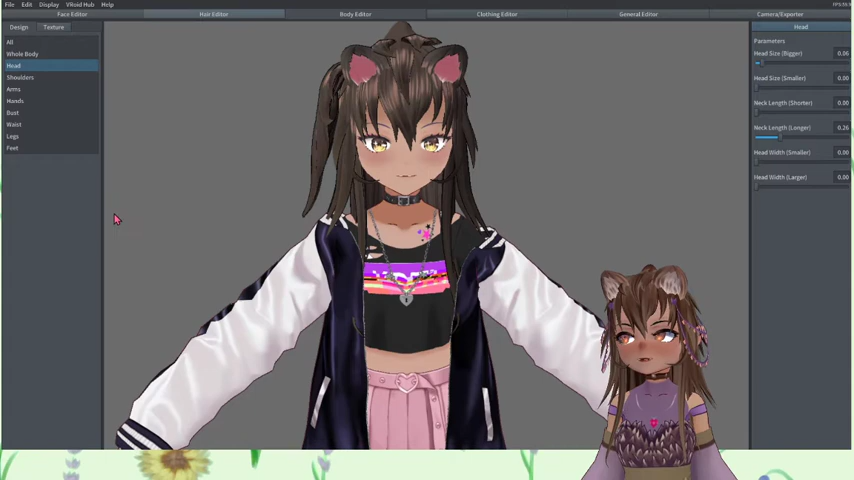 File Edit Display VRoid Hub Help
Face Editor Hair Editor Body Editor Clothing Editor General Editor Camera/Exporter
Design Texture
Head
All
Whole Body
Head
Shoulders
Arms
Hands
Bust
Waist
Legs
Feet
Parameters
Head Size (Bigger) 0.06
Head Size (Smaller) 0.00
Neck Length (Shorter) 0.00
Neck Length (Longer) 0.26
Head Width (Smaller) 0.00
Head Width (Larger) 0.00